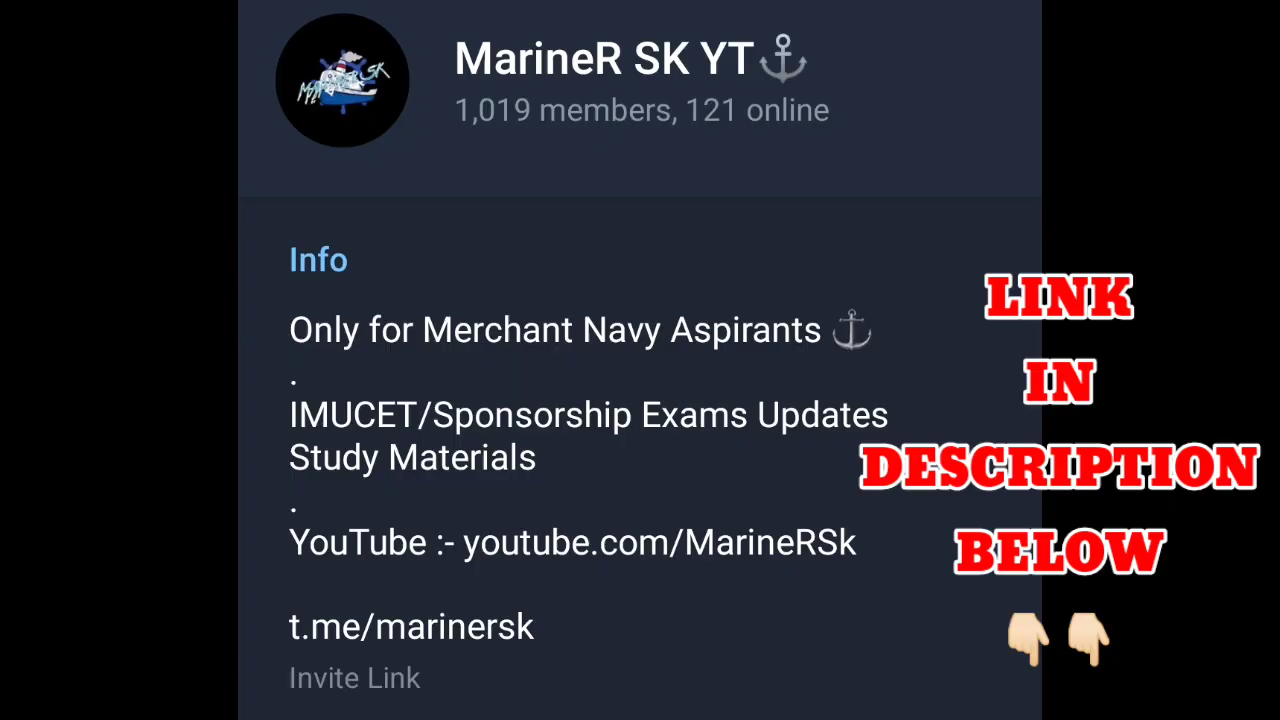 MarineR SK YT⚓
1,019 members, 121 online
Info
Only for Merchant Navy Aspirants ⚓
.
IMUCET/Sponsorship Exams Updates
Study Materials
.
YouTube :- youtube.com/MarineRSk
t.me/marinersk
Invite Link
LINK
IN
DESCRIPTION
BELOW
👇🏻👇🏻